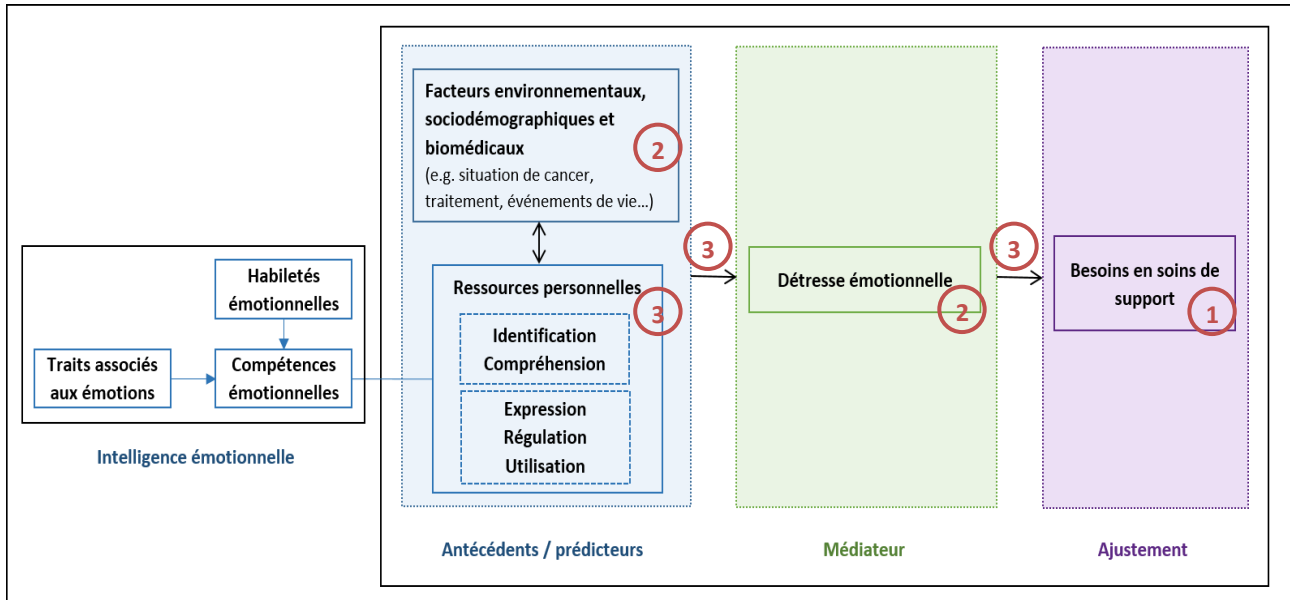 Habiletés
émotionnelles
Traits associés
aux émotions
Compétences
émotionnelles
Intelligence émotionnelle
Facteurs environnementaux,
sociodémographiques et
biomédicaux
2
(e.g. situation de cancer,
traitement, événements de vie…)
Ressources personnelles
3
Identification
Compréhension
Expression
Régulation
Utilisation
Antécédents / prédicteurs
3
Détresse émotionnelle
2
Médiateur
3
Besoins en soins de
support
1
Ajustement